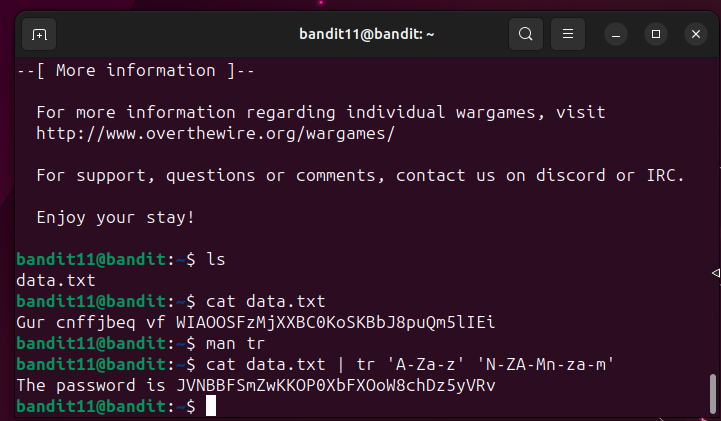 bandit11@bandit: ~
--[ More information ]--
For more information regarding individual wargames, visit
http://www.overthewire.org/wargames/
For support, questions or comments, contact us on discord or IRC.
Enjoy your stay!
bandit11@bandit:~$ ls
data.txt
bandit11@bandit:~$ cat data.txt
Gur cnffjbeq vf WIAOOSFzMjXXBC0KoSKBbJ8puQm5lIEi
bandit11@bandit:~$ man tr
bandit11@bandit:~$ cat data.txt | tr 'A-Za-z' 'N-ZA-Mn-za-m'
The password is JVNBBFSmZwKKOP0XbFXOoW8chDz5yVRv
bandit11@bandit:~$